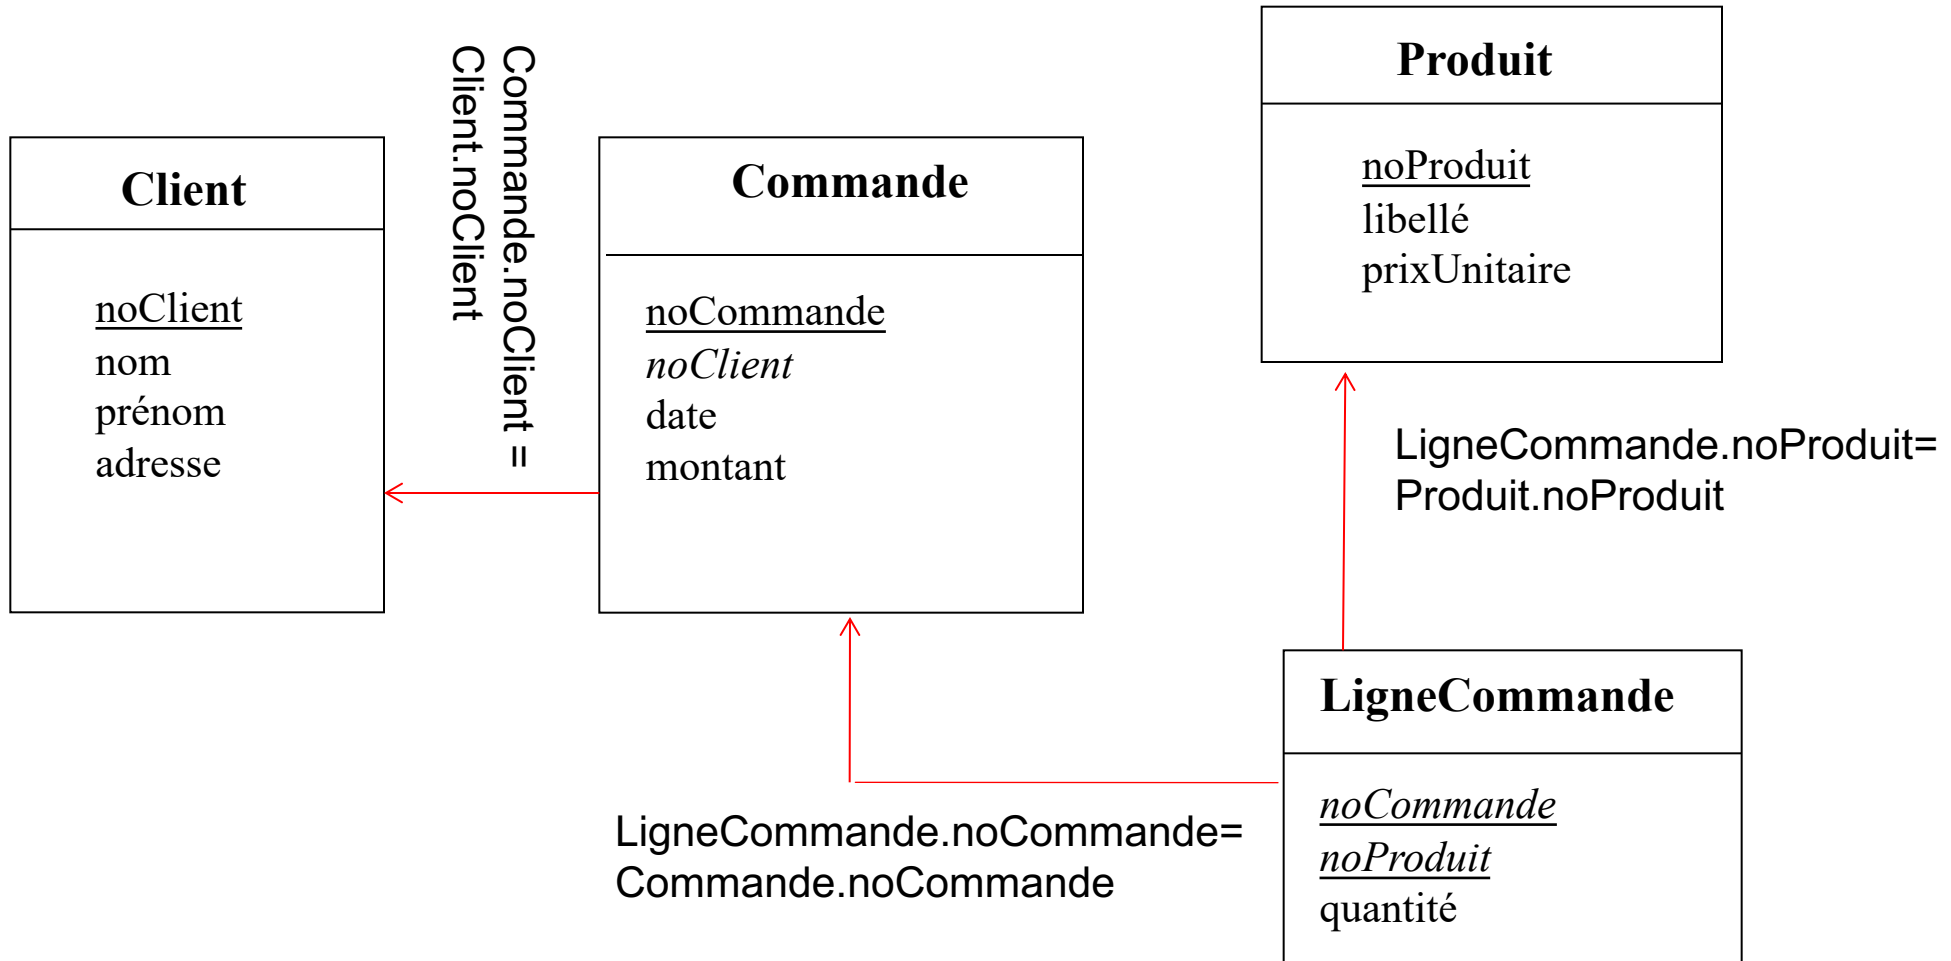 Client
noClient
nom
prénom
adresse
Commande.noClient =
Client.noClient
Commande
noCommande
noClient
date
montant
Produit
noProduit
libellé
prixUnitaire
LigneCommande.noProduit=
Produit.noProduit
LigneCommande.noCommande=
Commande.noCommande
LigneCommande
noCommande
noProduit
quantité